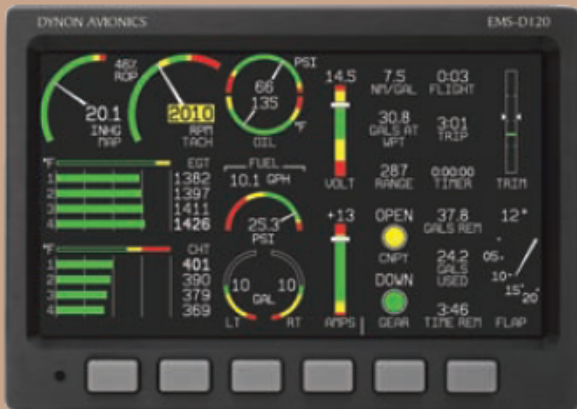 DYNON AVIONICS EMS-D120
46% ROP
20.1 INHG MAP
2010 RPM TACH
PSI
66
135
°F
OIL
14.5
VOLT
7.5 NM/GAL
0:03 FLIGHT
30.8 GALS AT WPT
3:01 TRIP
287 RANGE
0:00:00 TIMER
TRIM
°F EGT
1 1382
2 1397
3 1411
4 1426
FUEL
10.1 GPH
25.3 PSI
°F CHT
1 401
2 390
3 379
4 369
10 10
GAL
LT RT
+13
AMPS
OPEN
CNPT
DOWN
GEAR
37.8 GALS REM
24.2 GALS USED
3:46 TIME REM
12°
05°
10°
15°
20°
FLAP